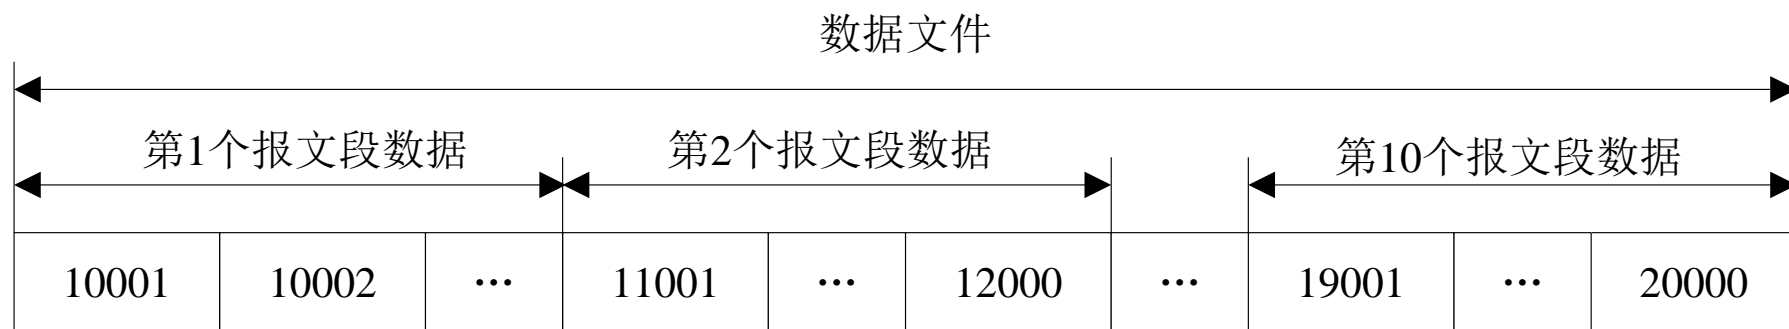 数据文件
第1个报文段数据 第2个报文段数据 第10个报文段数据
10001 10002 … 11001 … 12000 … 19001 … 20000